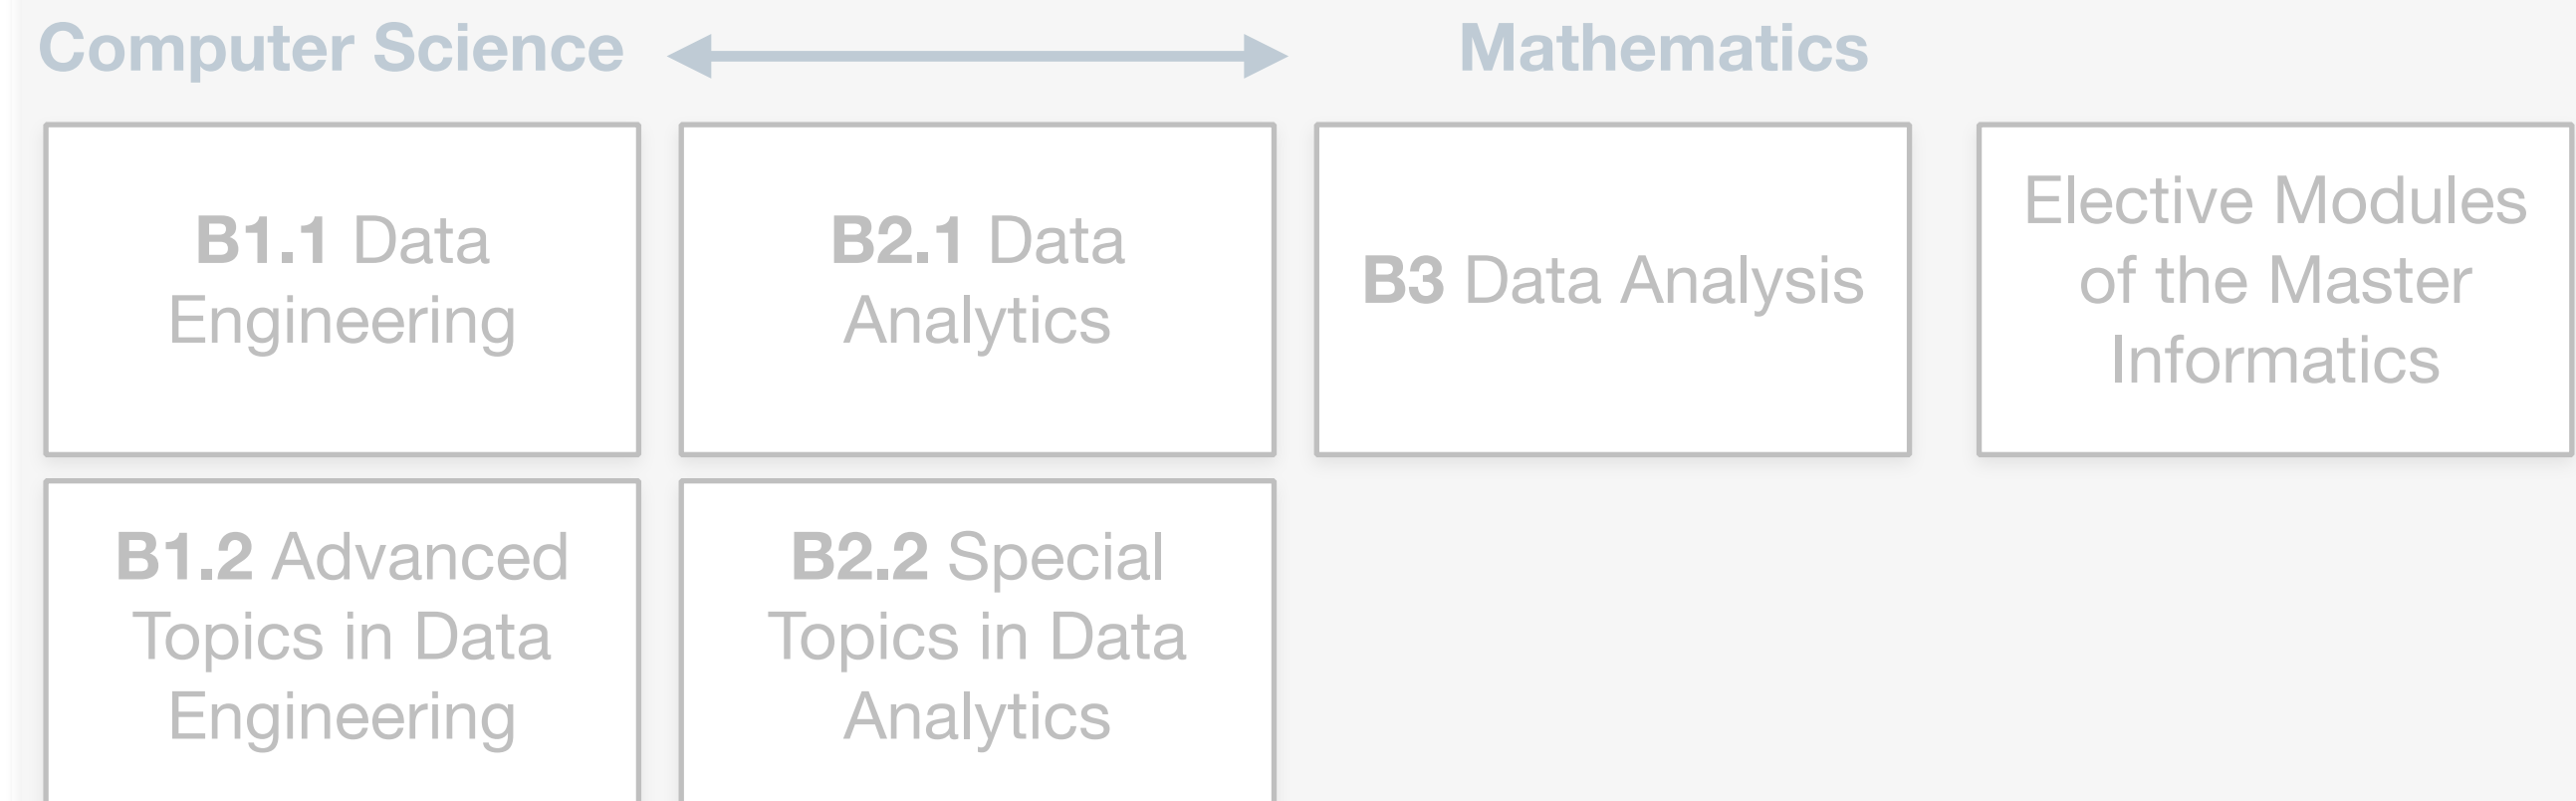 Computer Science
Mathematics
B1.1 Data
Engineering
B2.1 Data
Analytics
B3 Data Analysis
Elective Modules
of the Master
Informatics
B1.2 Advanced
Topics in Data
Engineering
B2.2 Special
Topics in Data
Analytics